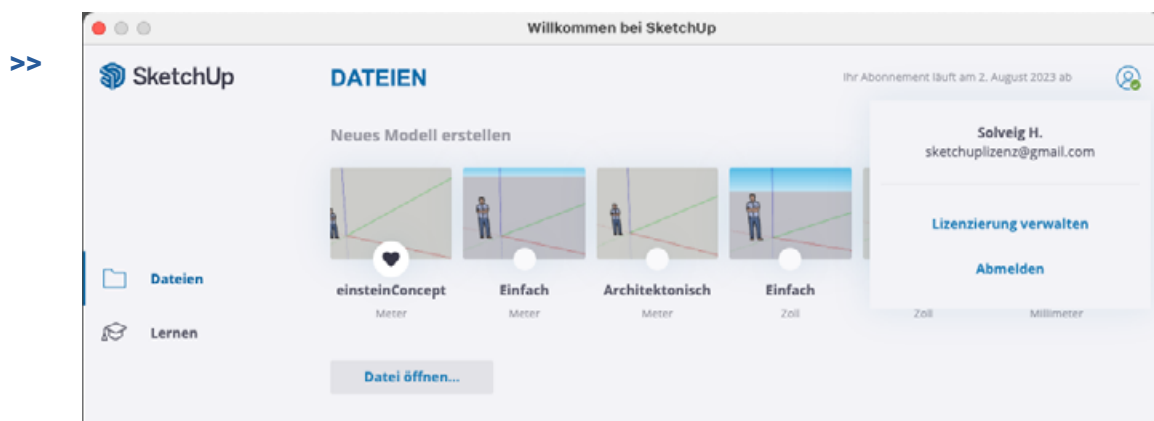 Willkommen bei SketchUp
>>
SketchUp
DATEIEN
Ihr Abonnement läuft am 2. August 2023 ab
Neues Modell erstellen
Solveig H.
sketchuplizenz@gmail.com
Lizenzierung verwalten
Abmelden
einsteinConcept
Einfach
Architektonisch
Einfach
Meter
Meter
Meter
Zoll
Zoll
Millimeter
Dateien
Lernen
Datei öffnen...